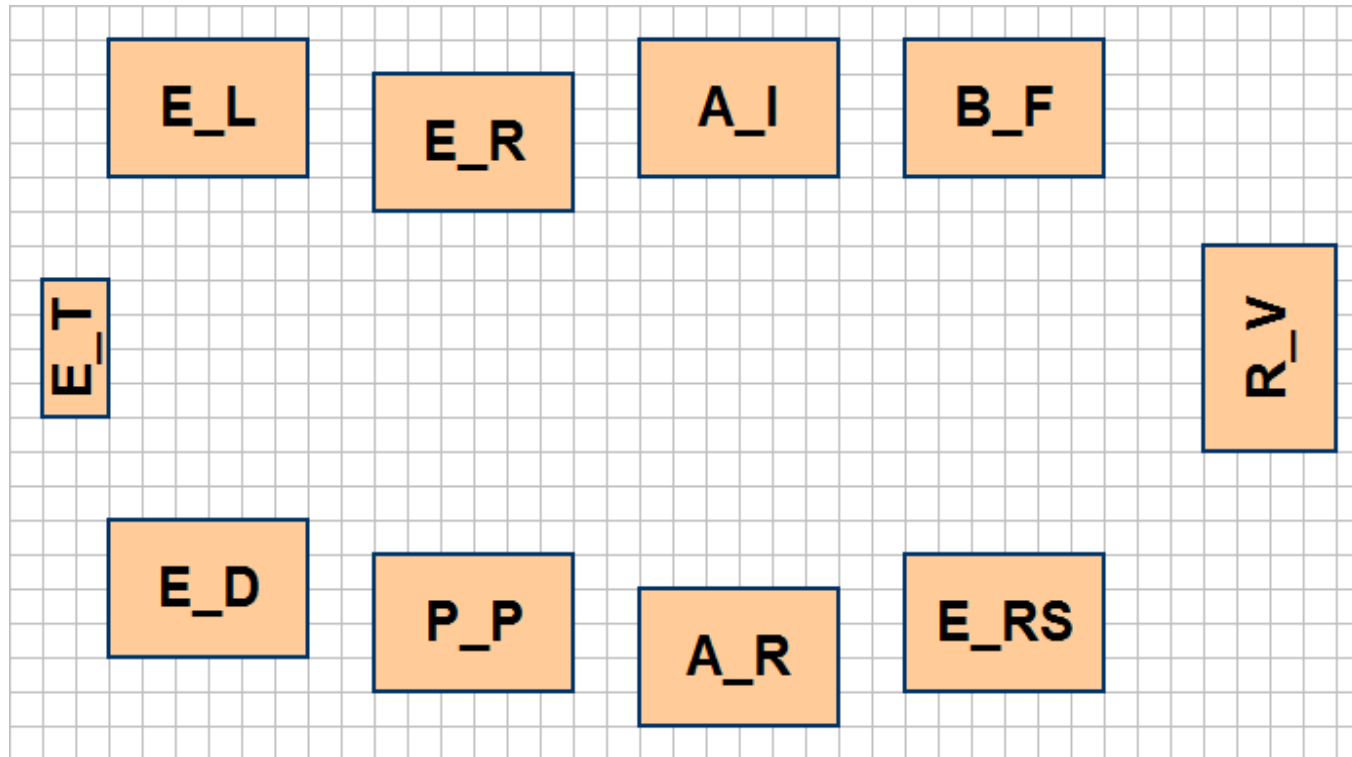 E_L
E_R
A_I
B_F
E_T
R_V
E_D
P_P
A_R
E_RS